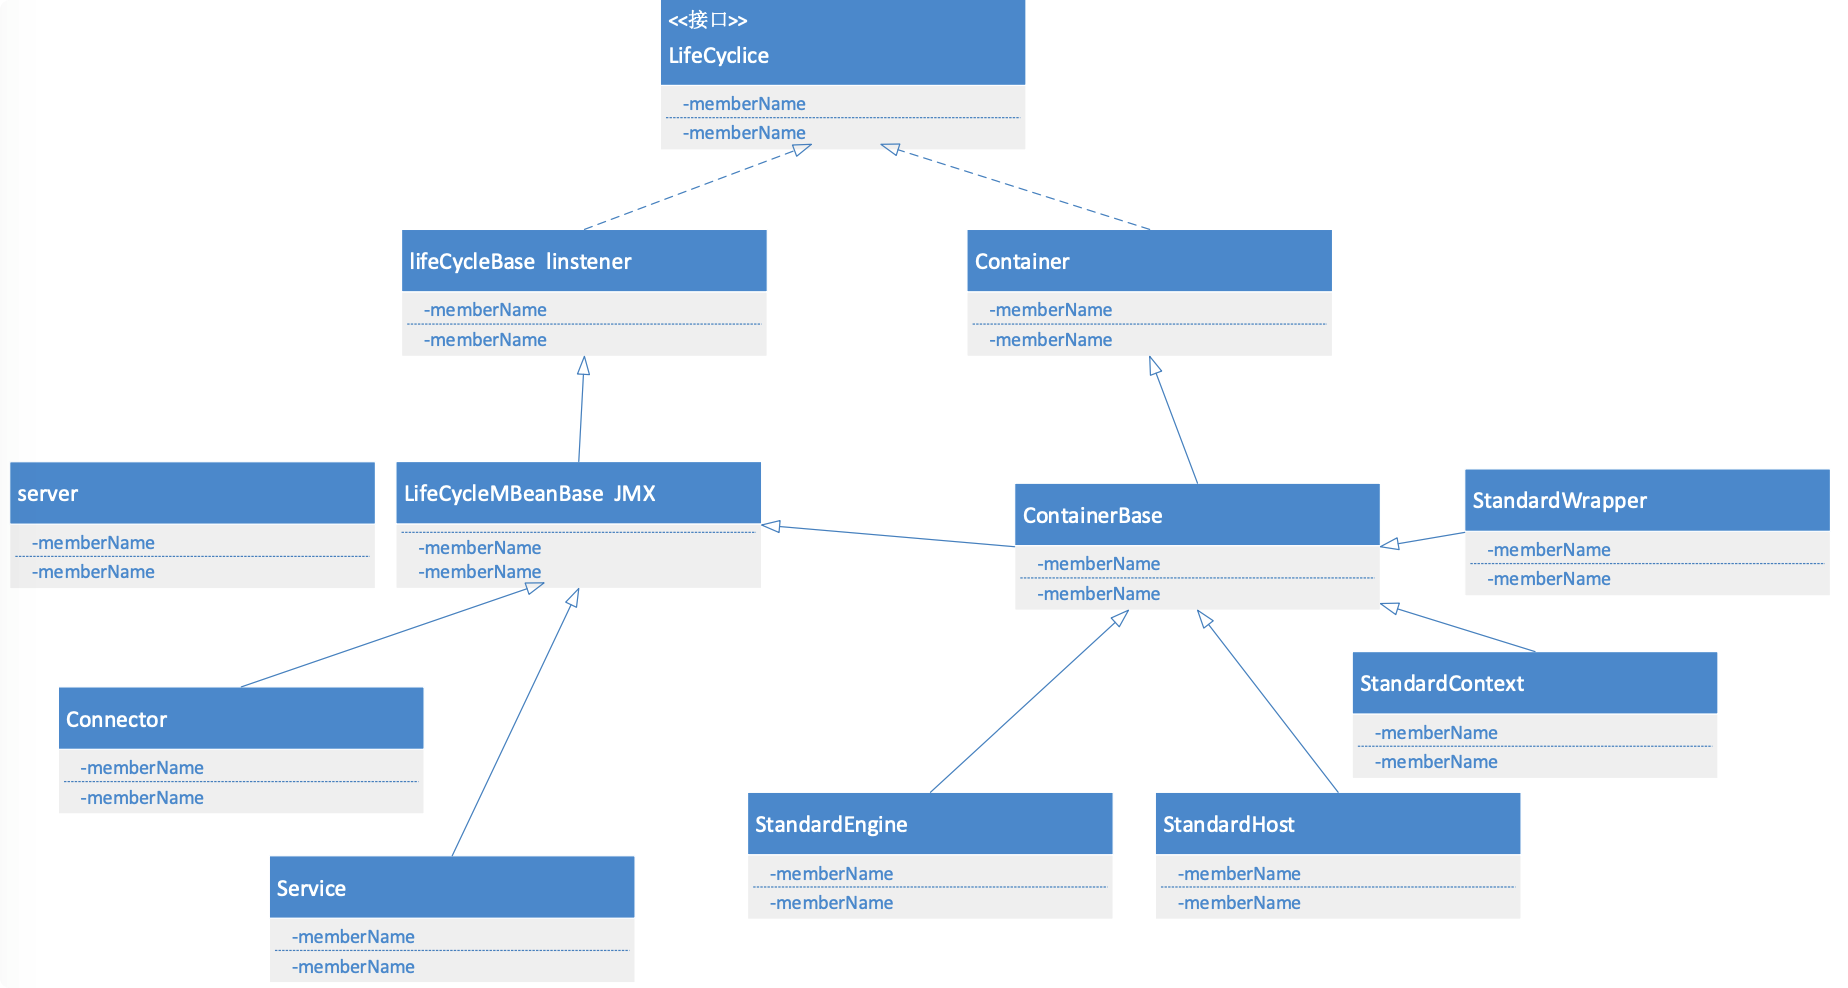 <<接口>>
LifeCyclice
-memberName
-memberName
lifeCycleBase  linstener
-memberName
-memberName
Container
-memberName
-memberName
server
-memberName
-memberName
LifeCycleMBeanBase  JMX
-memberName
-memberName
ContainerBase
-memberName
-memberName
StandardWrapper
-memberName
-memberName
Connector
-memberName
-memberName
StandardContext
-memberName
-memberName
Service
-memberName
-memberName
StandardEngine
-memberName
-memberName
StandardHost
-memberName
-memberName